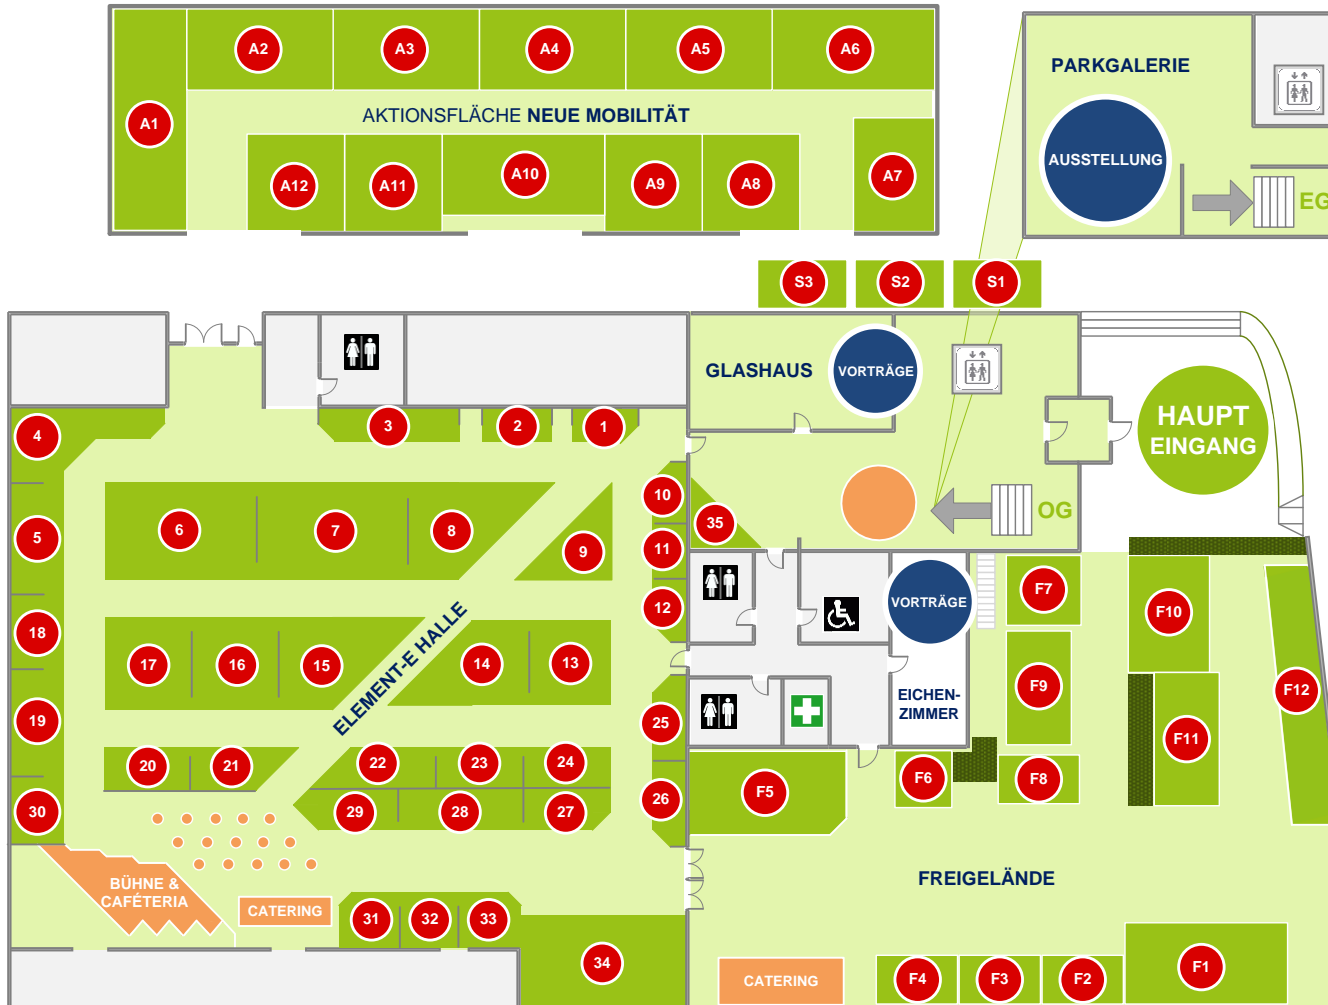 A2
A3
A4
A5
A6
A1
AKTIONSFLÄCHE NEUE MOBILITÄT
A12
A11
A10
A9
A8
A7
PARKGALERIE
AUSSTELLUNG
EG
S3
S2
S1
GLASHAUS
VORTRÄGE
HAUPT
EINGANG
OG
4
3
2
1
5
6
7
8
9
10
11
12
35
18
17
16
15
14
13
ELEMENT-E HALLE
19
25
20
21
22
23
24
26
30
29
28
27
VORTRÄGE
EICHEN-
ZIMMER
F7
F10
F9
F12
F11
F5
F6
F8
BÜHNE &
CAFÉTERIA
CATERING
31
32
33
34
FREIGELÄNDE
CATERING
F4
F3
F2
F1